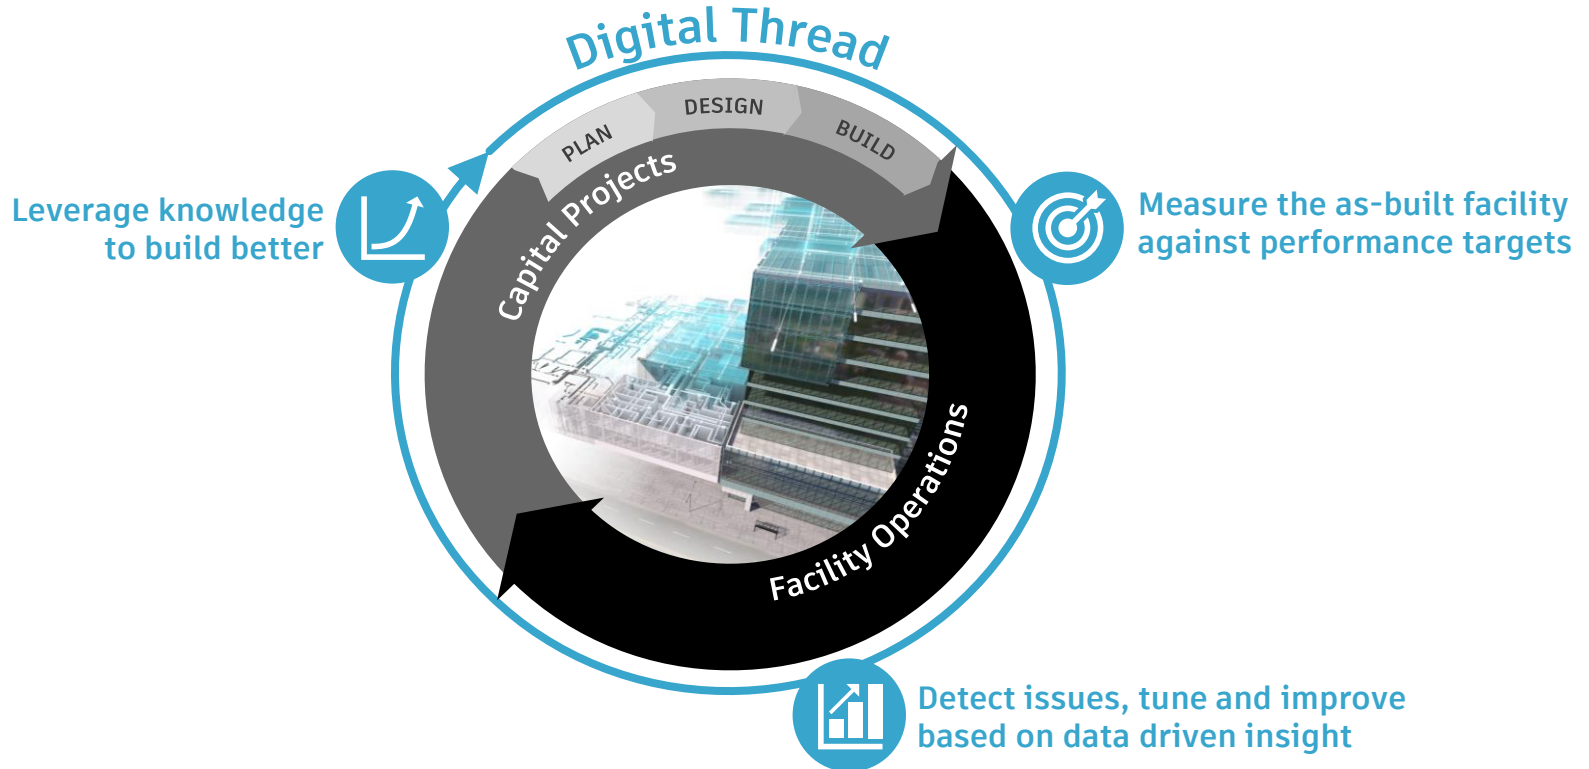 Digital Thread
PLAN
DESIGN
BUILD
Capital Projects
Leverage knowledge
to build better
Measure the as-built facility
against performance targets
Facility Operations
Detect issues, tune and improve
based on data driven insight